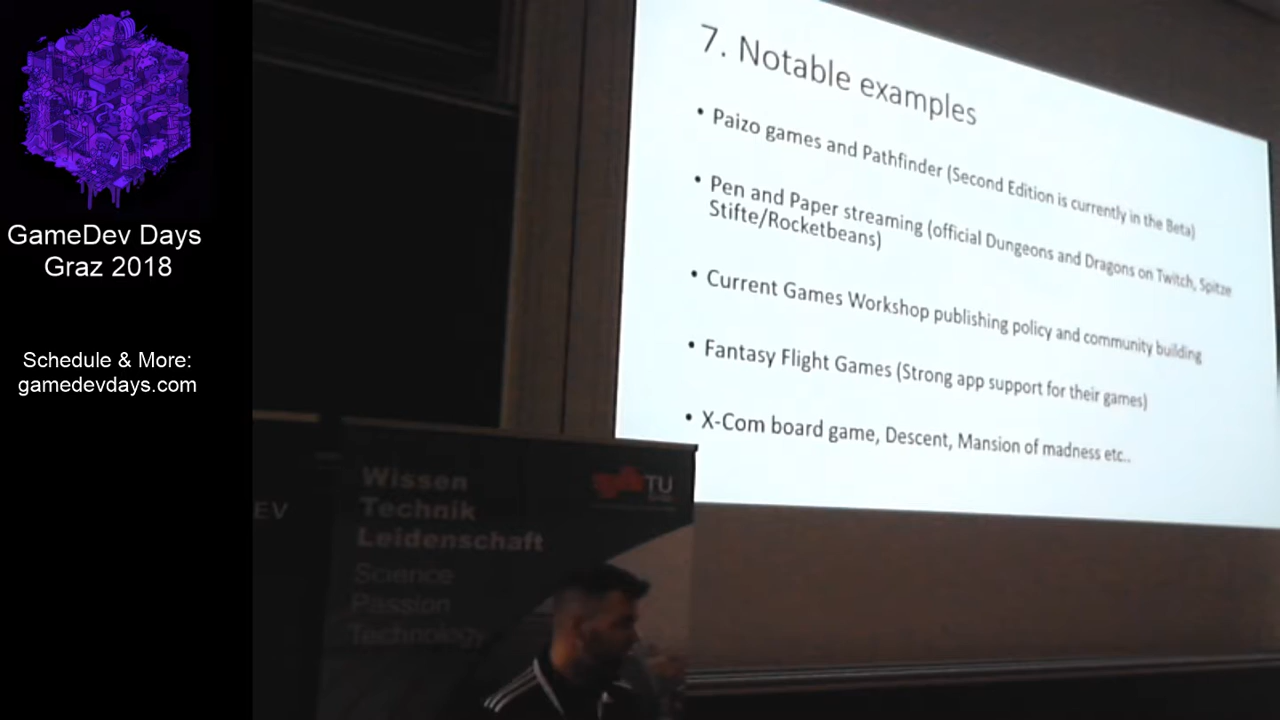 GameDev Days
Graz 2018
Schedule & More:
gamedevdays.com
7. Notable examples
• Paizo games and Pathfinder (Second Edition is currently in the Beta)
• Pen and Paper streaming (official Dungeons and Dragons on Twitch, Spitze
Stifte/Rocketbeans)
• Current Games Workshop publishing policy and community building
• Fantasy Flight Games (Strong app support for their games)
• X-Com board game, Descent, Mansion of madness etc..
EV
Wissen
Technik
Leidenschaft
TU
Science
Passion
Technology